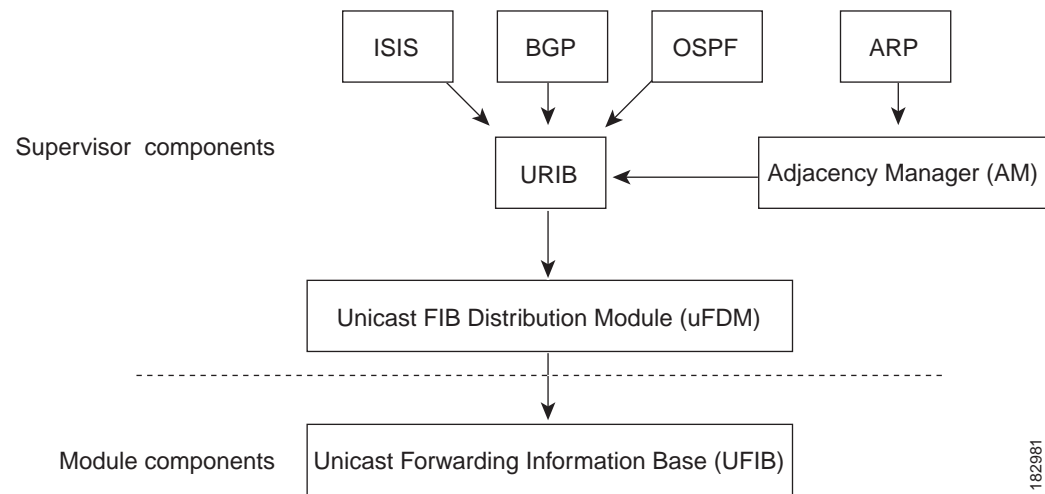 ISIS
BGP
OSPF
ARP
Supervisor components
URIB
Adjacency Manager (AM)
Unicast FIB Distribution Module (uFDM)
Module components
Unicast Forwarding Information Base (UFIB)
182981